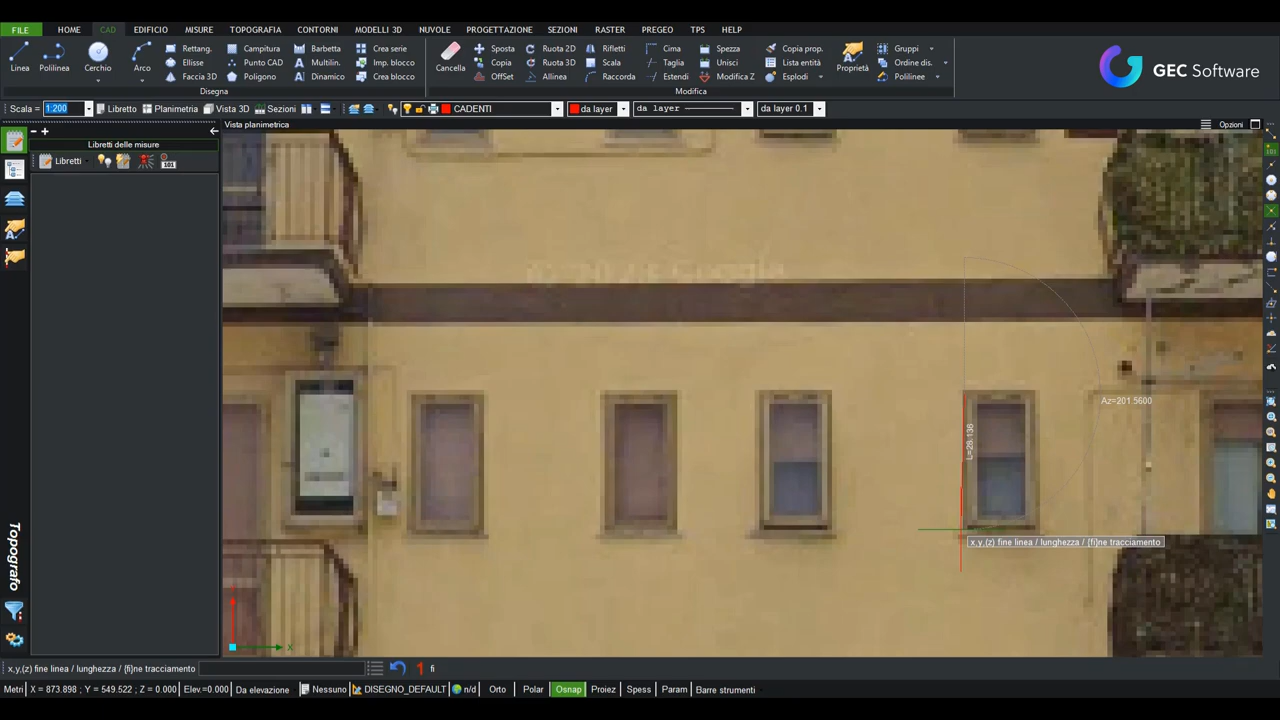 FILE HOME CAD EDIFICIO MISURE TOPOGRAFIA CONTORNI MODELLI 3D NUVOLE PROGETTAZIONE SEZIONI RASTER PREGEO TPS HELP
Rettang. Campitura Barbetta Crea serie Sposta Ruota 2D Rifletti Cima Spezza Copia prop. Gruppi
Linea Polilinea Cerchio Arco Ellisse Punto CAD Multilin. Imp. blocco Cancella Copia Ruota 3D Scala Taglia Unisci Lista entità Proprietà Ordine dis.
Faccia 3D Poligono Dinamico Crea blocco OffSet Allinea Raccorda Estendi Modifica Z Esplodi Polilinee
Disegna Modifica
GEC Software
Scala = 1:200 Libretto Planimetria Vista 3D Sezioni CADENTI da layer da layer da layer 0.1
Vista planimetrica Opzioni
Libretti delle misure
Libretti
Az=201.5600
L=28.136
x,y,(z) fine linea / lunghezza / {fi}ne tracciamento
Topografo
X
x,y,(z) fine linea / lunghezza / {fi}ne tracciamento fi
Metri X = 873.898 ; Y = 549.522 ; Z = 0.000 Elev.=0.000 Da elevazione Nessuno DISEGNO_DEFAULT n/d Orto Polar Osnap Proiez Spess Param Barre strumenti